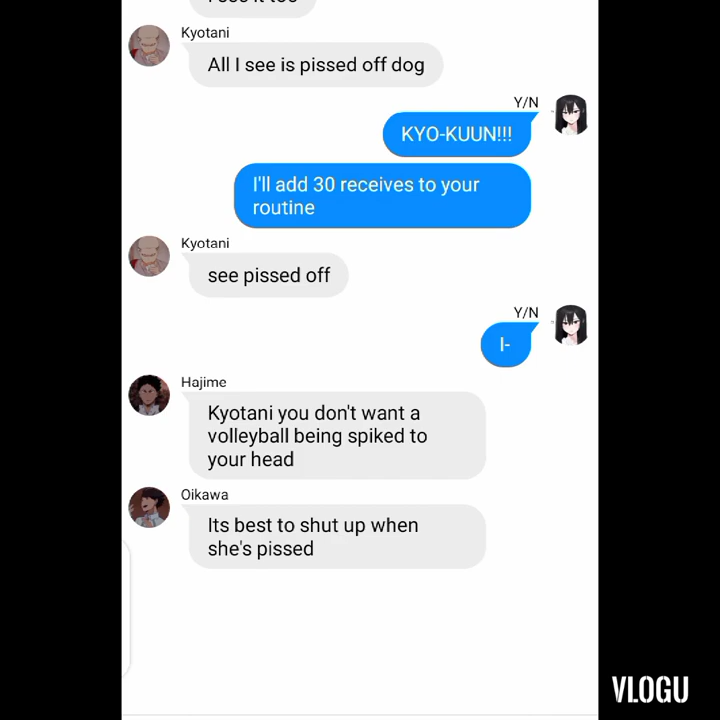 Kyotani
All I see is pissed off dog
Y/N
KYO-KUUN!!!
I'll add 30 receives to your
routine
Kyotani
see pissed off
Y/N
I-
Hajime
Kyotani you don't want a
volleyball being spiked to
your head
Oikawa
Its best to shut up when
she's pissed
VLOGU